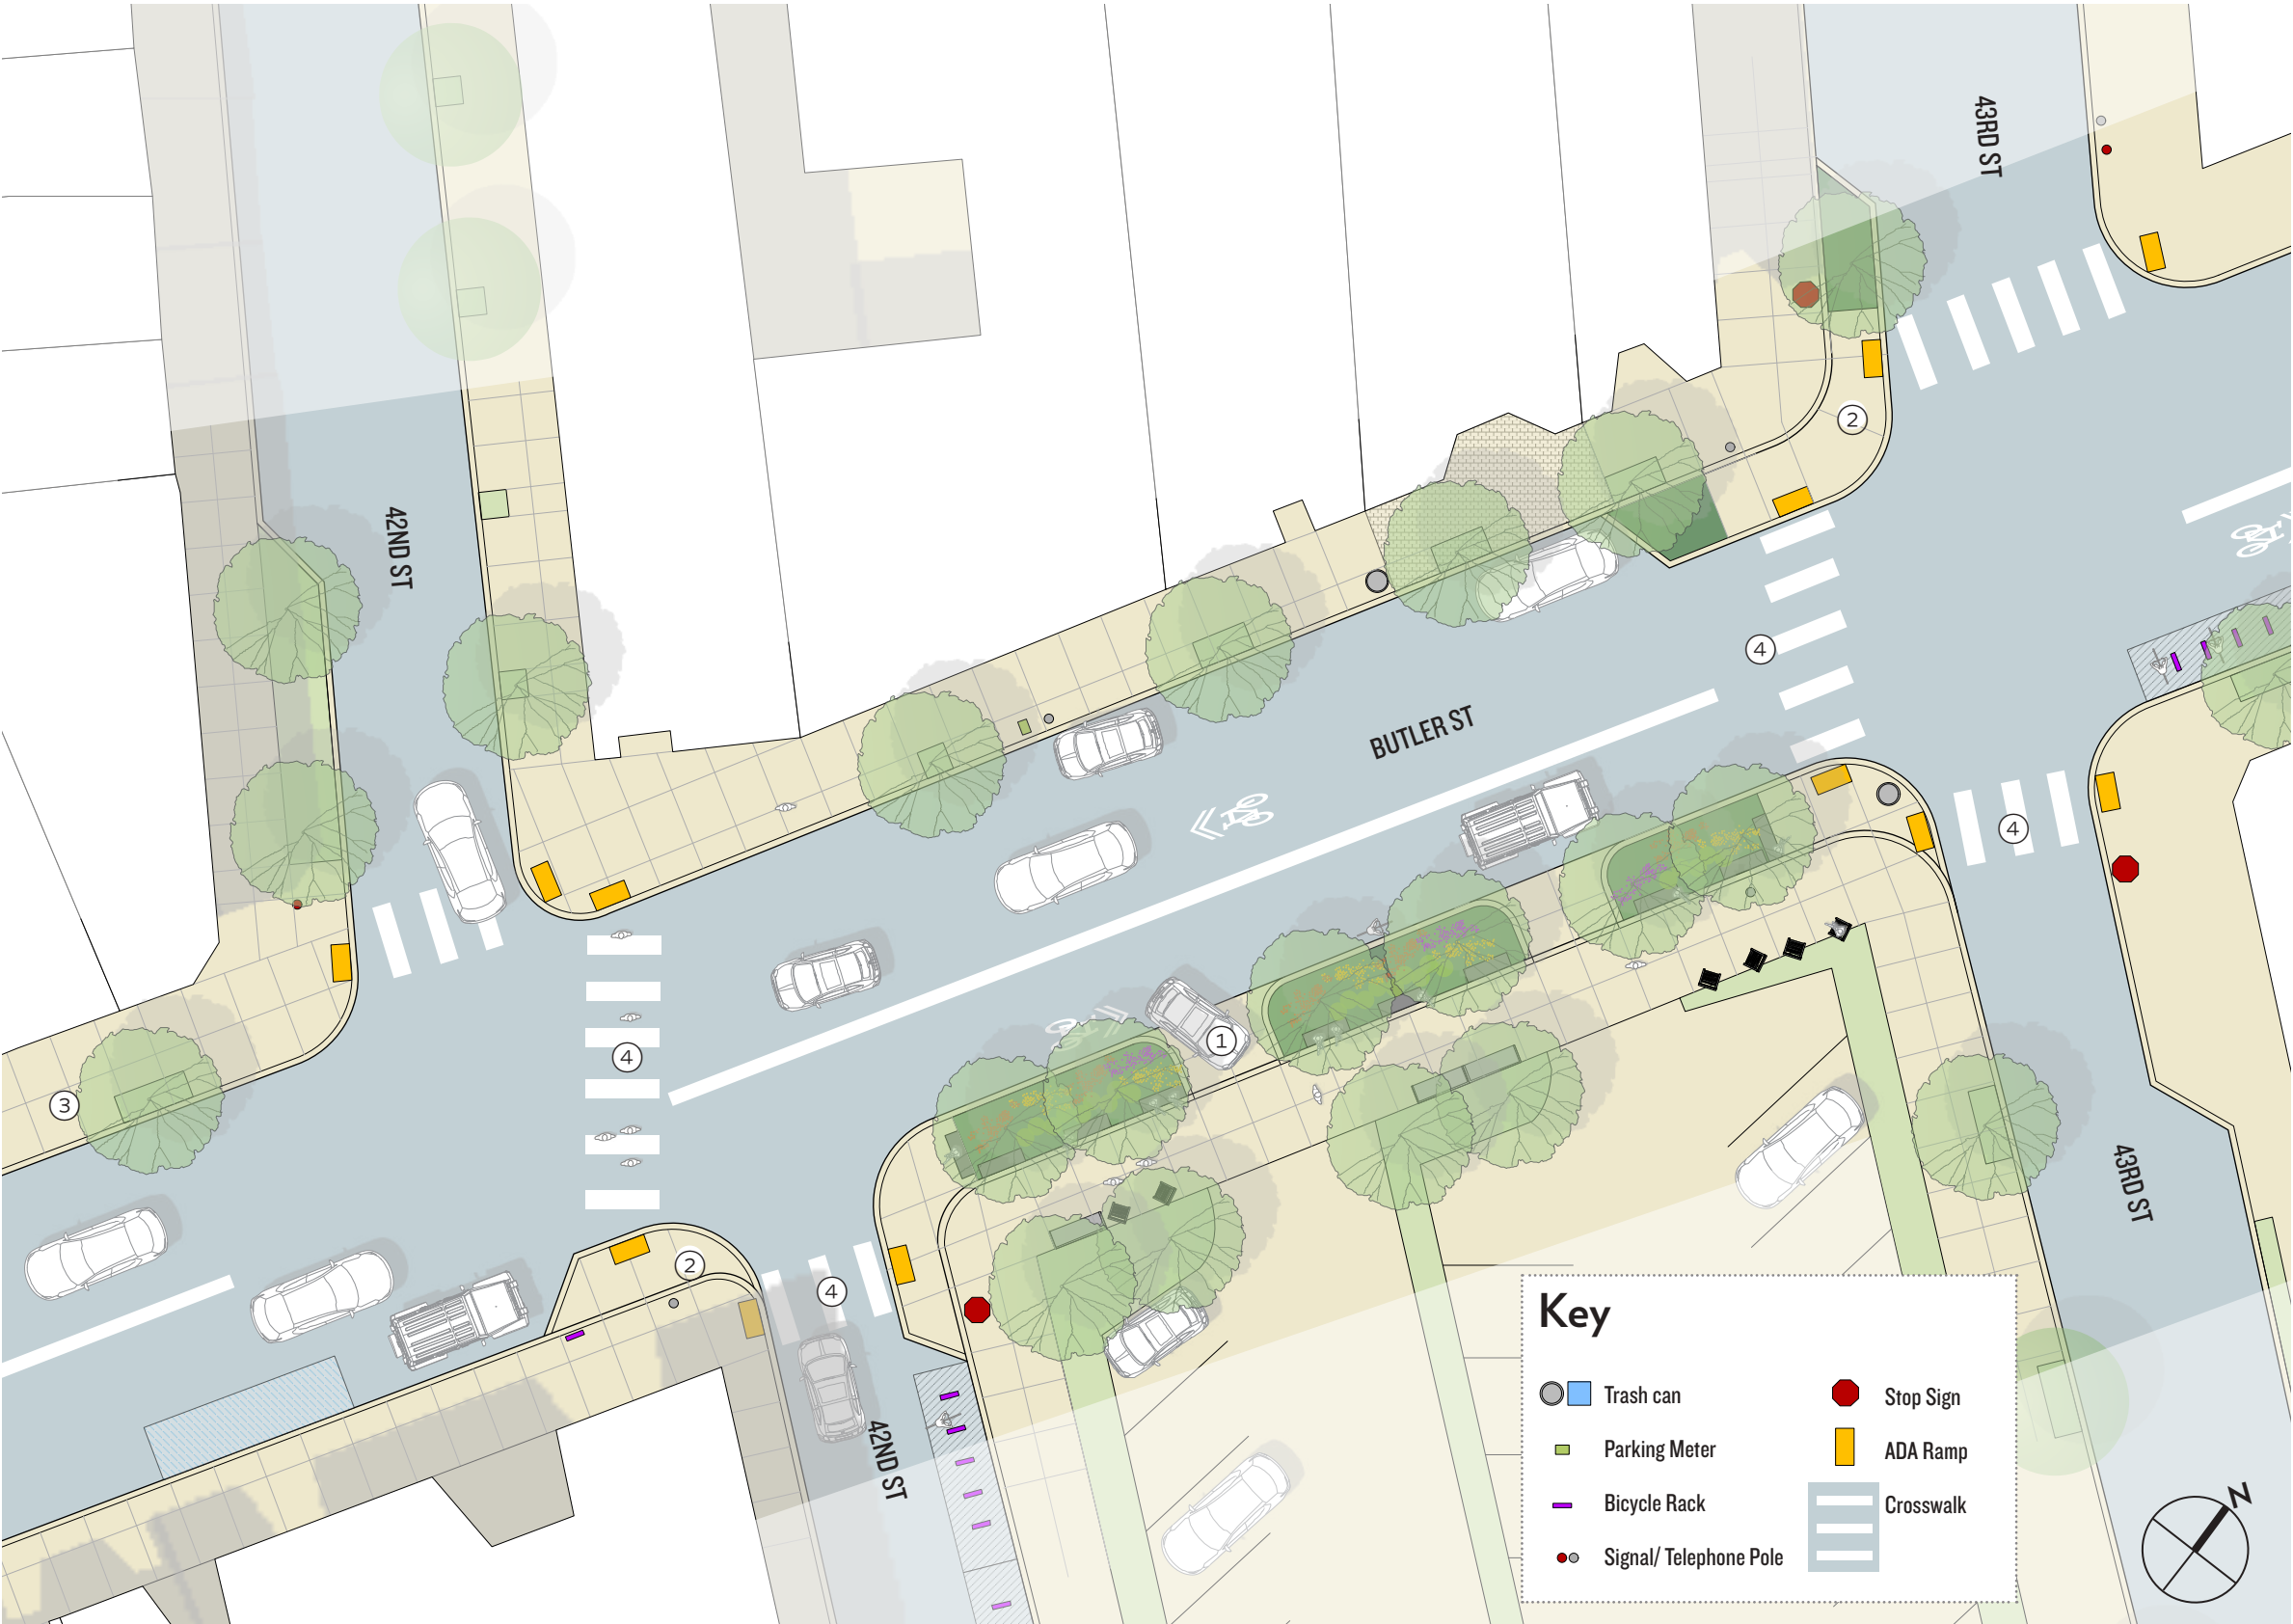 43RD ST
42ND ST
2
4
BUTLER ST
4
1
3
4
2
4
43RD ST
42ND ST
Key
Trash can
Stop Sign
Parking Meter
ADA Ramp
Bicycle Rack
Crosswalk
Signal/ Telephone Pole
N